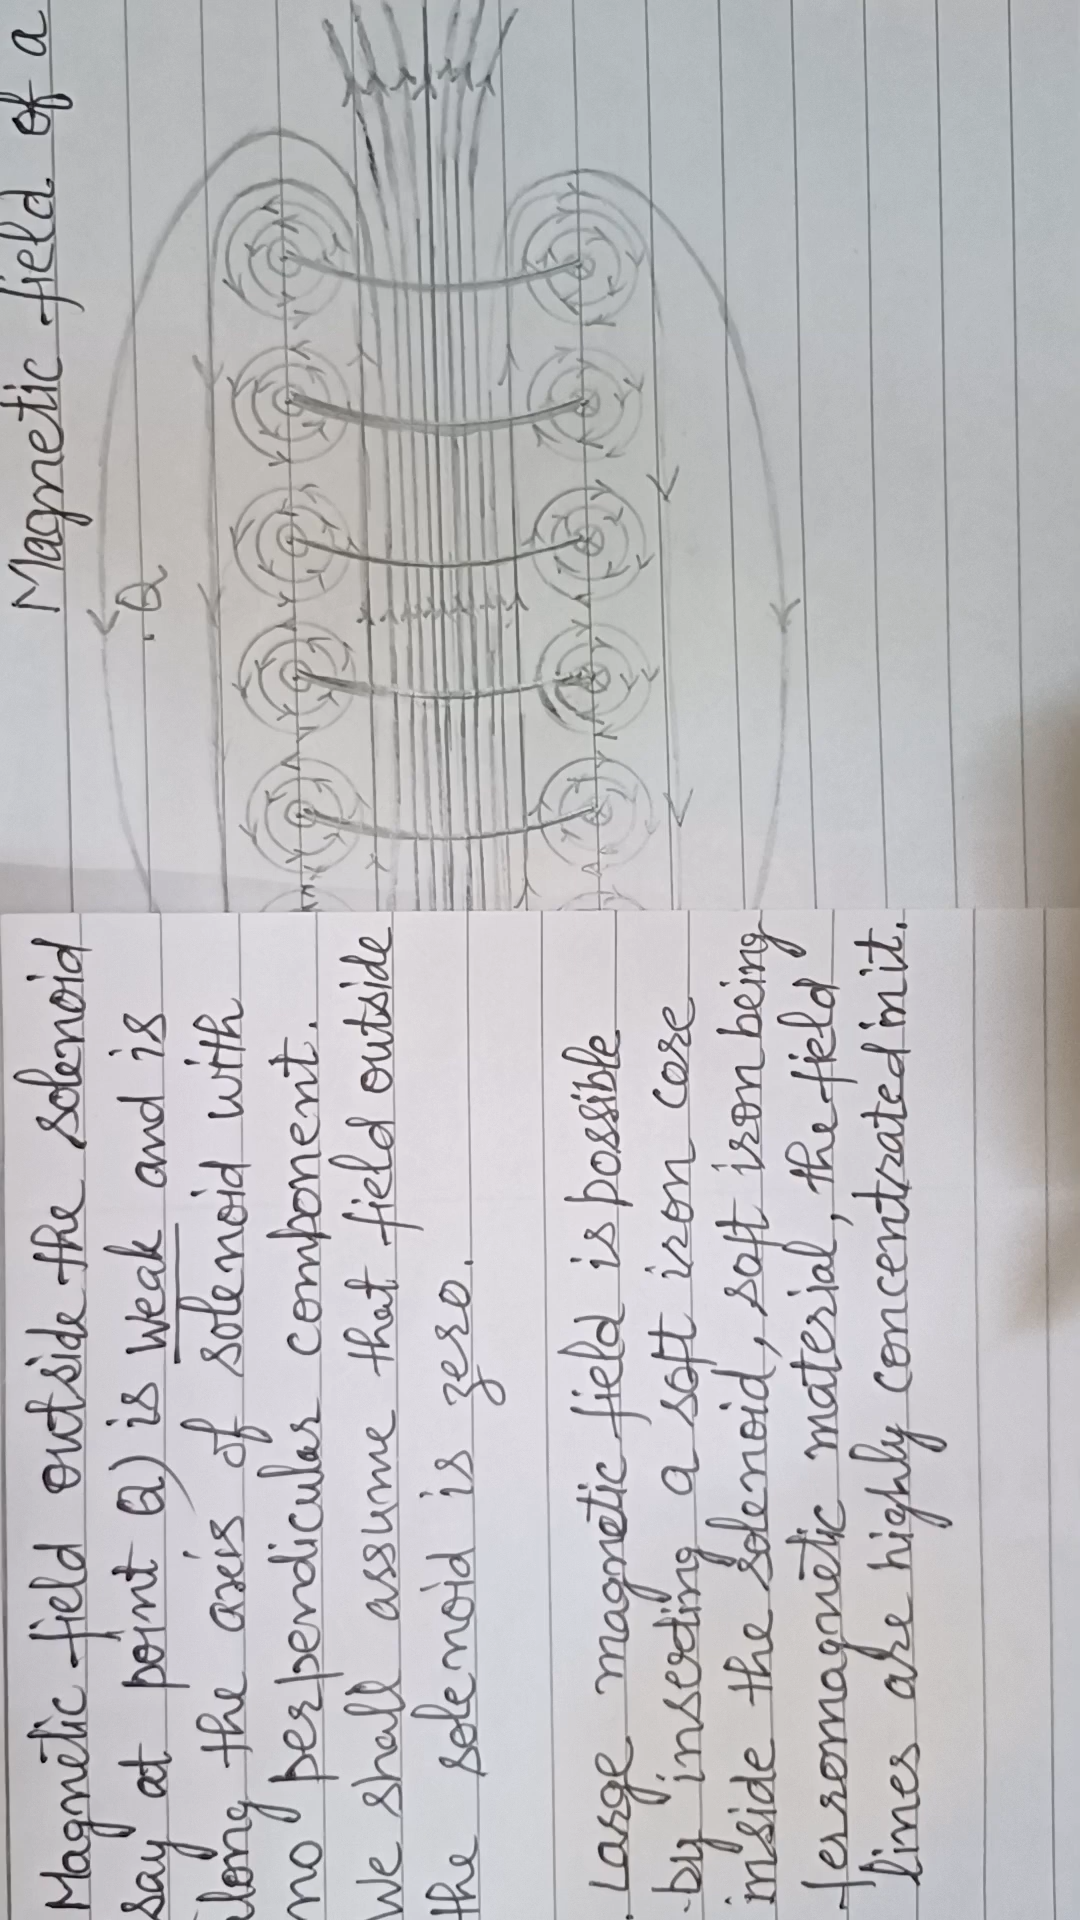 Magnetic field of a
.Q
Magnetic field outside the solenoid
say at point Q) is weak and is
along the axis of solenoid with
no perpendicular component.
We shall assume that field outside
the solenoid is zero.
. Large magnetic field is possible
by inserting a soft iron core
inside the solenoid, soft iron being
ferromagnetic material, the field
lines are highly concentrated in it.